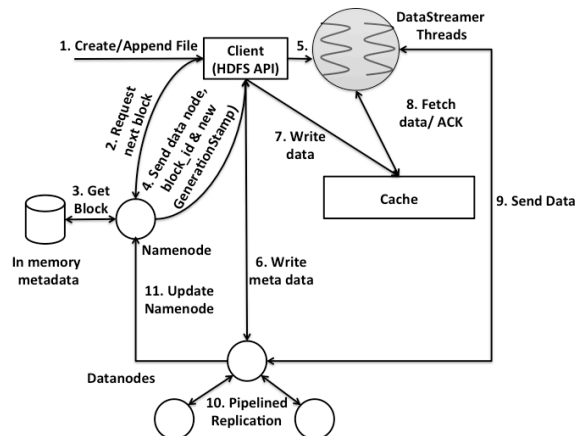 1. Create/Append File
Client
(HDFS API)
5.
DataStreamer
Threads
2. Request
next block
4. Send data node,
block_id & new
GenerationStamp)
8. Fetch
data/ ACK
7. Write
data
3. Get
Block
Cache
9. Send Data
Namenode
In memory
metadata
6. Write
meta data
11. Update
Namenode
Datanodes
10. Pipelined
Replication